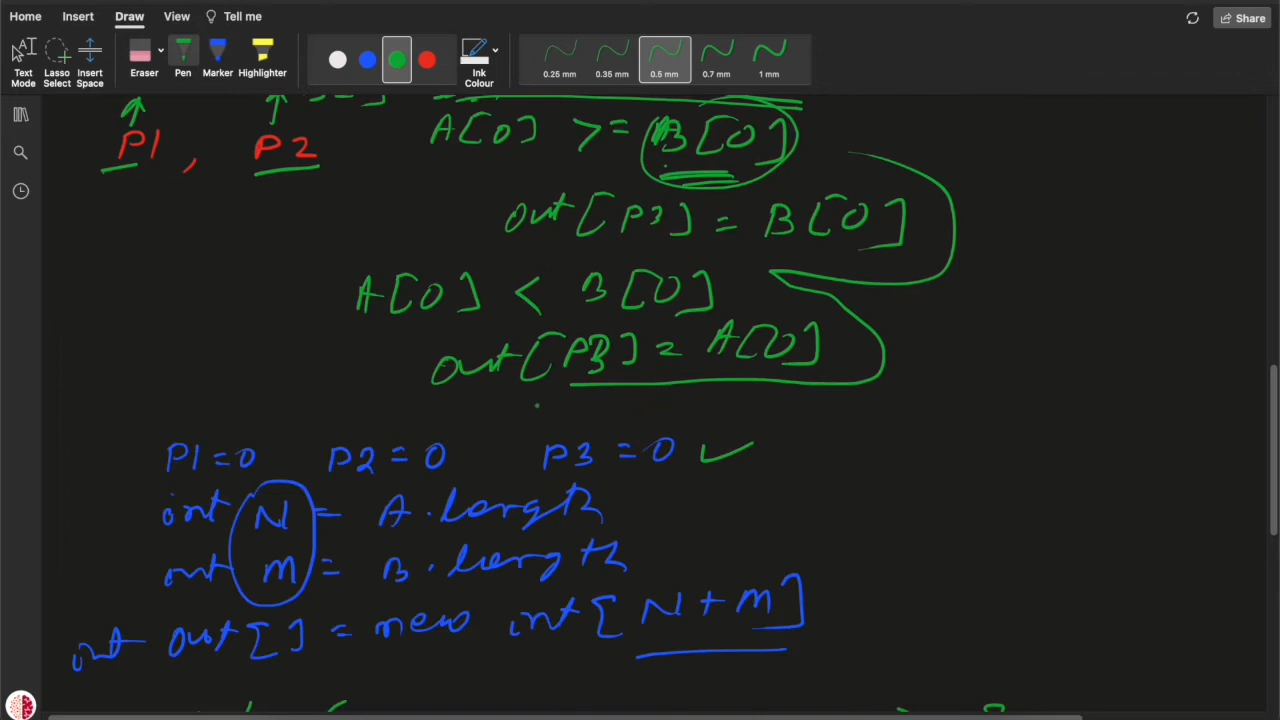 Home Insert Draw View Tell me Share
Text Mode Lasso Select Insert Space Eraser Pen Marker Highlighter Ink Colour 0.25 mm 0.35 mm 0.5 mm 0.7 mm 1 mm
P1 , P2 A[0] >= B[0]
out[P3] = B[0]
A[0] < B[0]
out[P3] = A[0]
P1=0 P2=0 P3=0
int N = A.length
int m = B.length
int out[] = new int[N+m]